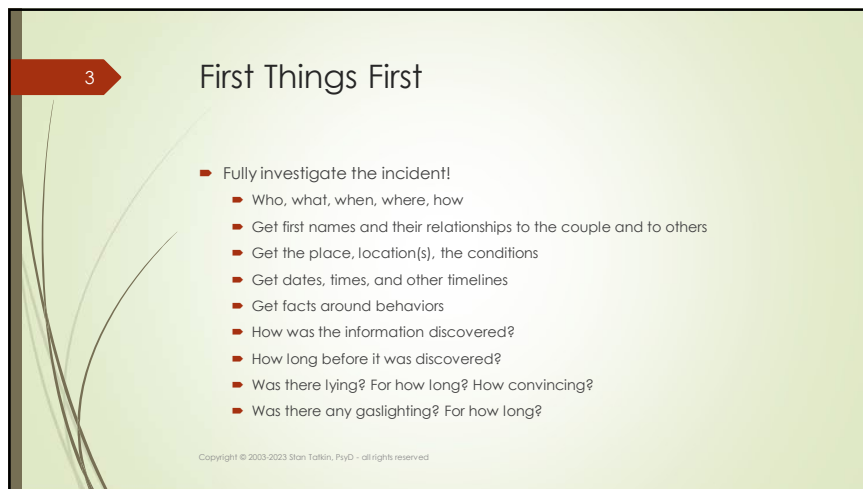 3
First Things First
Fully investigate the incident!
Who, what, when, where, how
Get first names and their relationships to the couple and to others
Get the place, location(s), the conditions
Get dates, times, and other timelines
Get facts around behaviors
How was the information discovered?
How long before it was discovered?
Was there lying? For how long? How convincing?
Was there any gaslighting? For how long?
Copyright © 2003-2023 Stan Tatkin, PsyD - all rights reserved